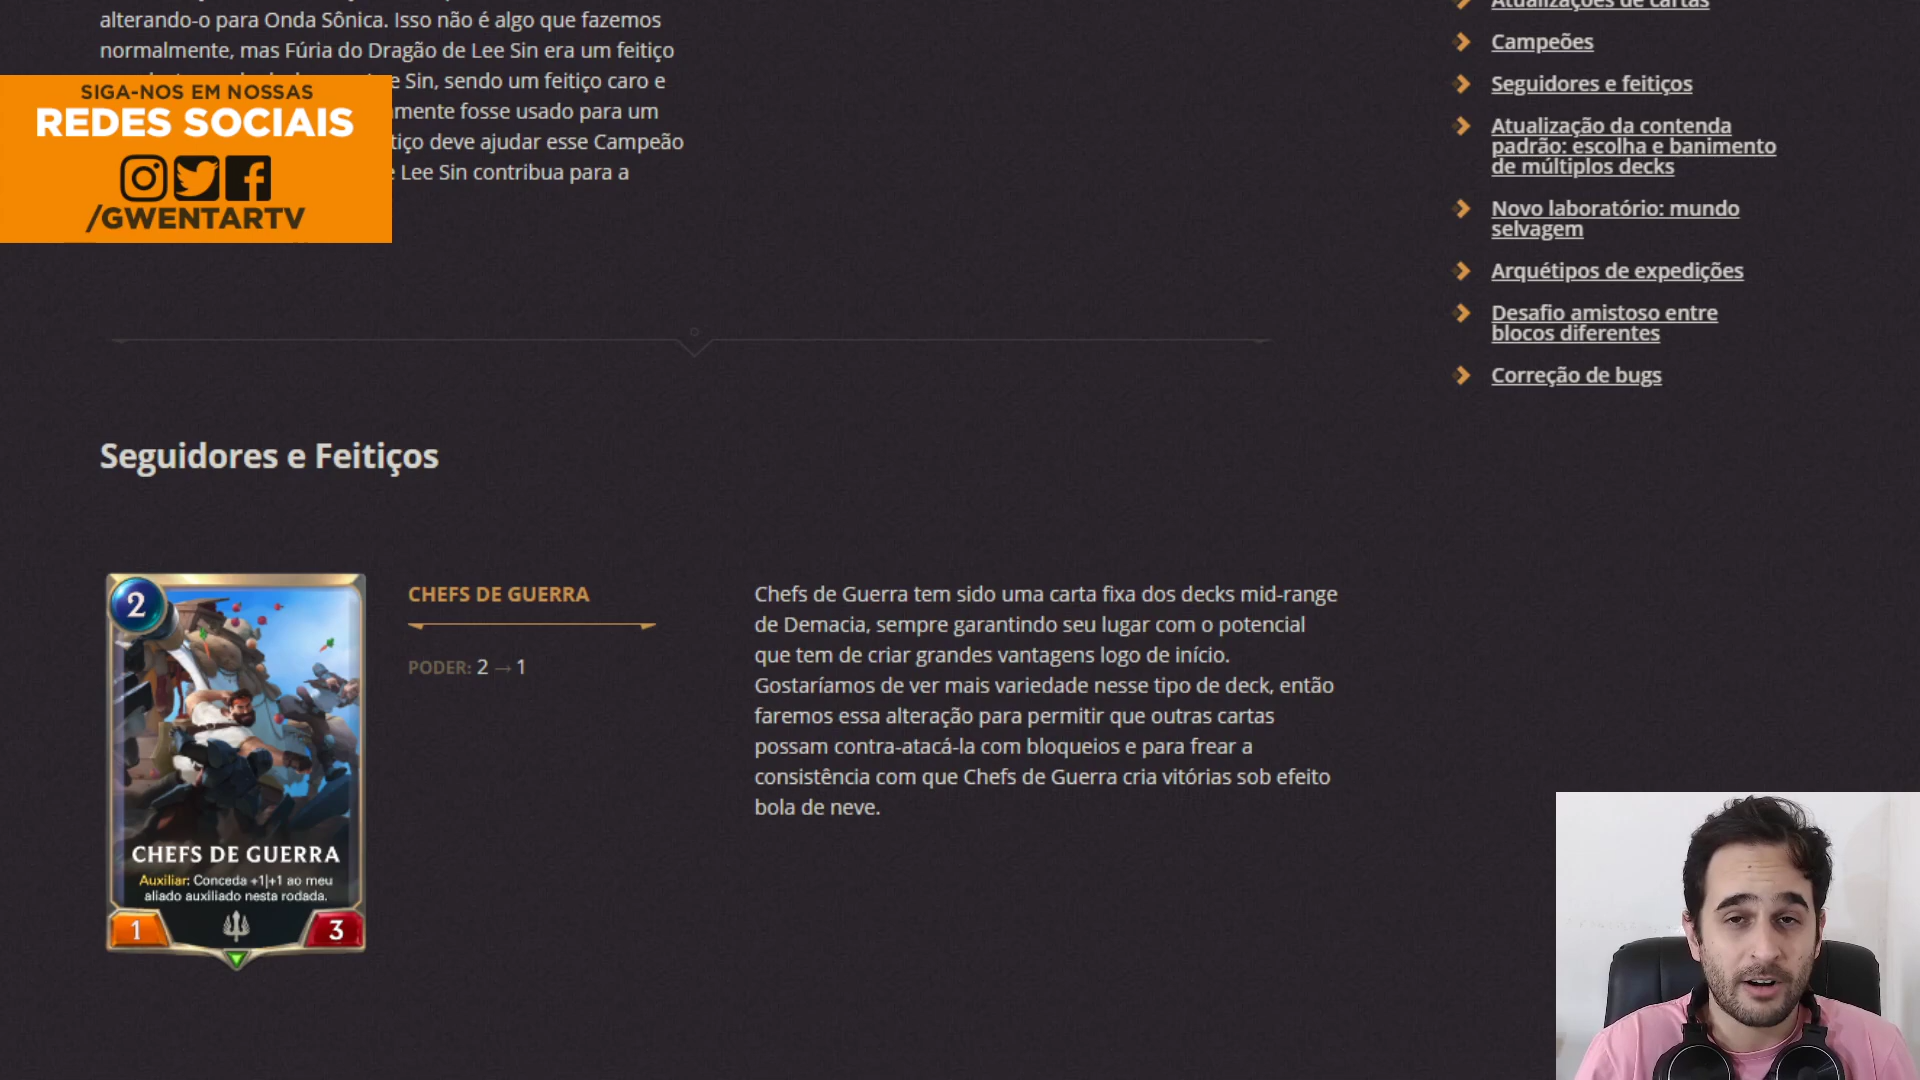 alterando-o para Onda Sônica. Isso não é algo que fazemos
normalmente, mas Fúria do Dragão de Lee Sin era um feitiço
Sin, sendo um feitiço caro e
fosse usado para um
deve ajudar esse Campeão
Lee Sin contribua para a
SIGA-NOS EM NOSSAS
REDES SOCIAIS
/GWENTARTV
Atualizações de cartas
Campeões
Seguidores e feitiços
Atualização da contenda
padrão: escolha e banimento
de múltiplos decks
Novo laboratório: mundo
selvagem
Arquétipos de expedições
Desafio amistoso entre
blocos diferentes
Correção de bugs
Seguidores e Feitiços
2
CHEFS DE GUERRA
Auxiliar: Conceda +1|+1 ao meu
aliado auxiliado nesta rodada.
1
3
CHEFS DE GUERRA
PODER: 2 → 1
Chefs de Guerra tem sido uma carta fixa dos decks mid-range
de Demacia, sempre garantindo seu lugar com o potencial
que tem de criar grandes vantagens logo de início.
Gostaríamos de ver mais variedade nesse tipo de deck, então
faremos essa alteração para permitir que outras cartas
possam contra-atacá-la com bloqueios e para frear a
consistência com que Chefs de Guerra cria vitórias sob efeito
bola de neve.